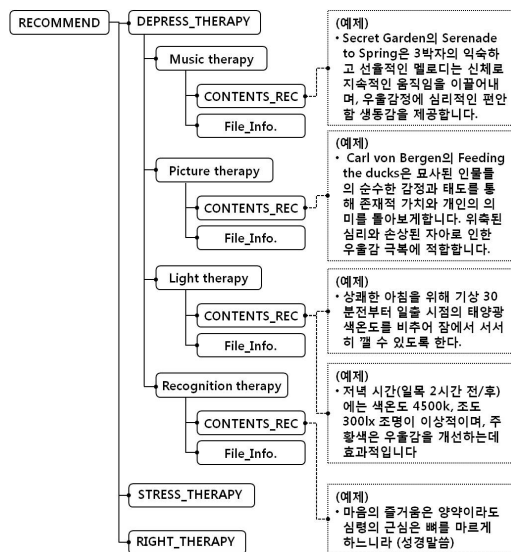 RECOMMEND
DEPRESS_THERAPY
Music therapy
CONTENTS_REC
File_Info.
Picture therapy
CONTENTS_REC
File_Info.
Light therapy
CONTENTS_REC
File_Info.
Recognition therapy
CONTENTS_REC
File_Info.
STRESS_THERAPY
RIGHT_THERAPY
(예제)
• Secret Garden의 Serenade
to Spring은 3박자의 익숙하
고 선율적인 멜로디는 신체로
지속적인 움직임을 이끌어내
며, 우울감정에 심리적인 편안
함 생동감을 제공합니다.
(예제)
• Carl von Bergen의 Feeding
the ducks은 묘사된 인물들
의 순수한 감정과 태도를 통
해 존재적 가치와 개인의 의
미를 돌아보게합니다. 위축된
심리와 손상된 자아로 인한
우울감 극복에 적합합니다.
(예제)
• 상쾌한 아침을 위해 기상 30
분전부터 일출 시점의 태양광
색온도를 비추어 잠에서 서서
히 깰 수 있도록 한다.
(예제)
• 저녁 시간(일목 2시간 전/후)
에는 색온도 4500k, 조도
300lx 조명이 이상적이며, 주
황색은 우울감을 개선하는데
효과적입니다
(예제)
• 마음의 즐거움은 양약이라도
심령의 근심은 뼈를 마르게
하느니라 (성경말씀)